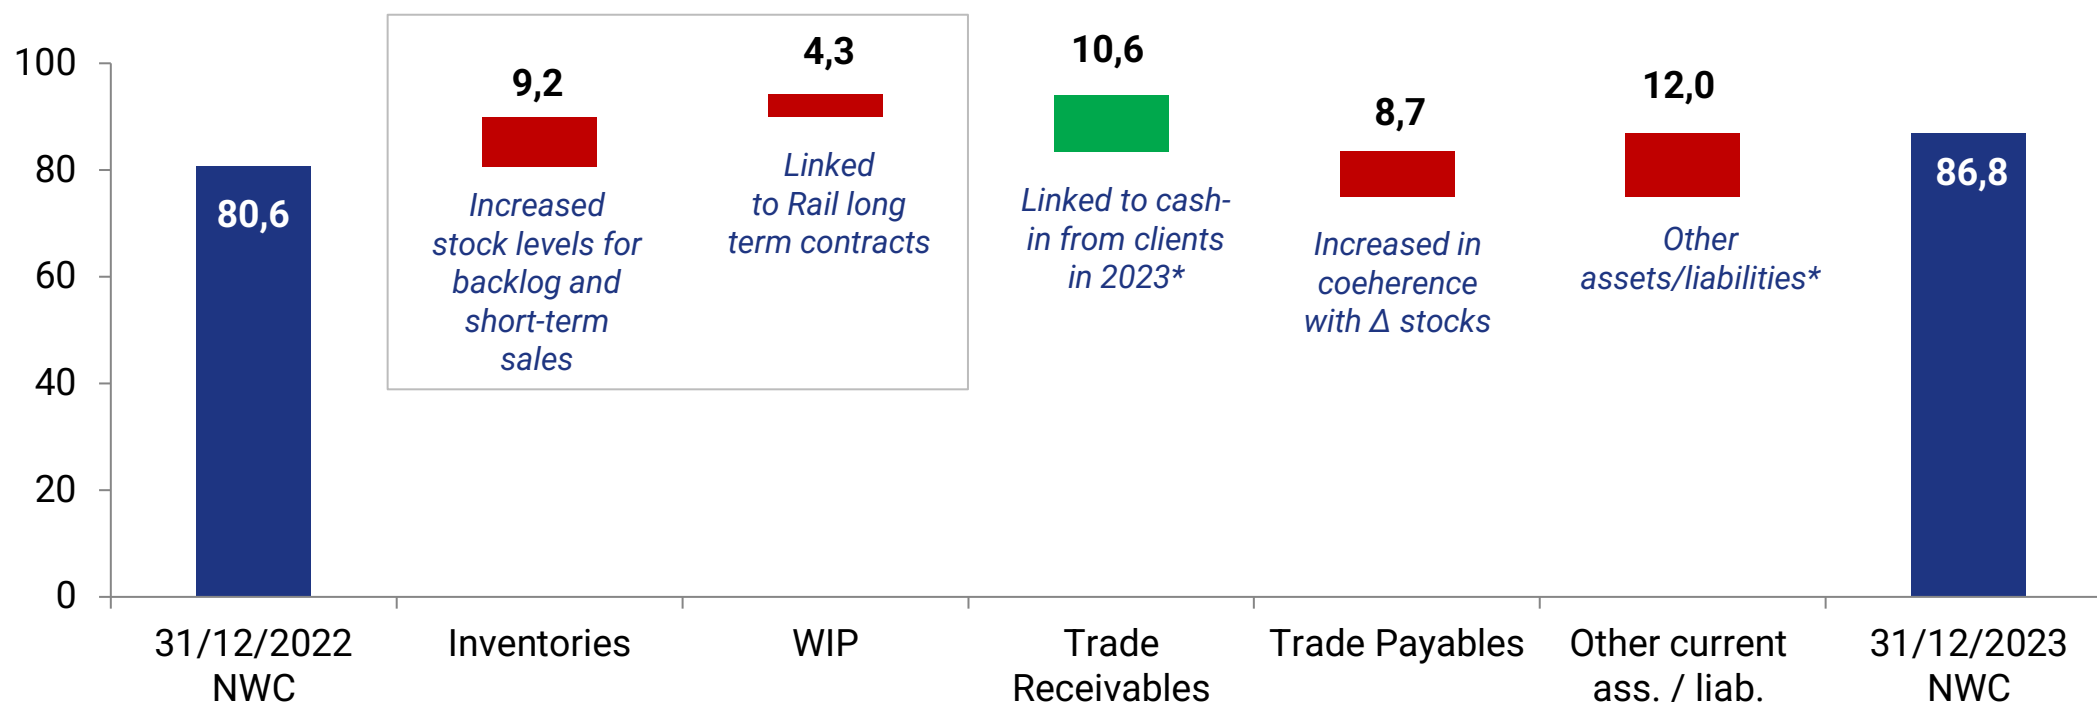 100
80
60
40
20
0
80,6
9,2
Increased
stock levels for
backlog and
short-term
sales
4,3
Linked
to Rail long
term contracts
10,6
Linked to cash-
in from clients
in 2023*
8,7
Increased in
coeherence
with Δ stocks
12,0
Other
assets/liabilities*
86,8
31/12/2022
NWC
Inventories
WIP
Trade
Receivables
Trade Payables
Other current
ass. / liab.
31/12/2023
NWC